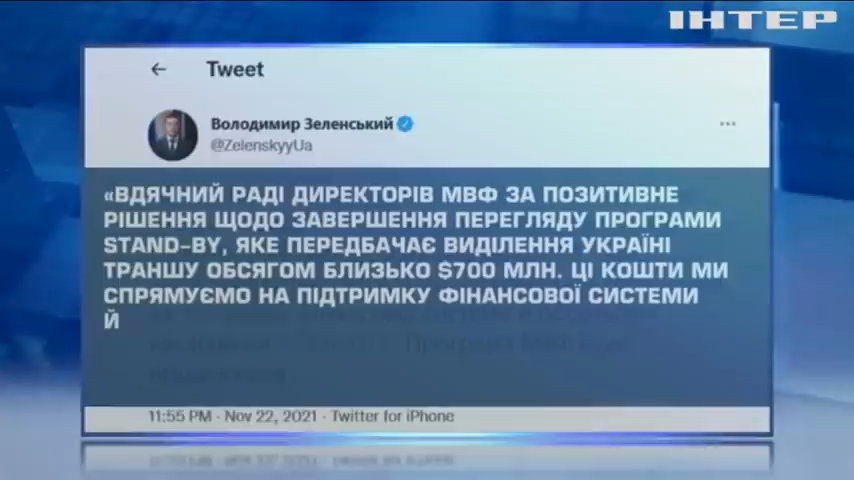 ІНТЕР
Tweet
Володимир Зеленський
@ZelenskyyUa
«ВДЯЧНИЙ РАДІ ДИРЕКТОРІВ МВФ ЗА ПОЗИТИВНЕ
РІШЕННЯ ЩОДО ЗАВЕРШЕННЯ ПЕРЕГЛЯДУ ПРОГРАМИ
STAND-BY, ЯКЕ ПЕРЕДБАЧАЄ ВИДІЛЕННЯ УКРАЇНІ
ТРАНШУ ОБСЯГОМ БЛИЗЬКО $700 МЛН. ЦІ КОШТИ МИ
СПРЯМУЄМО НА ПІДТРИМКУ ФІНАНСОВОЇ СИСТЕМИ
Й
11:55 PM · Nov 22, 2021 · Twitter for iPhone